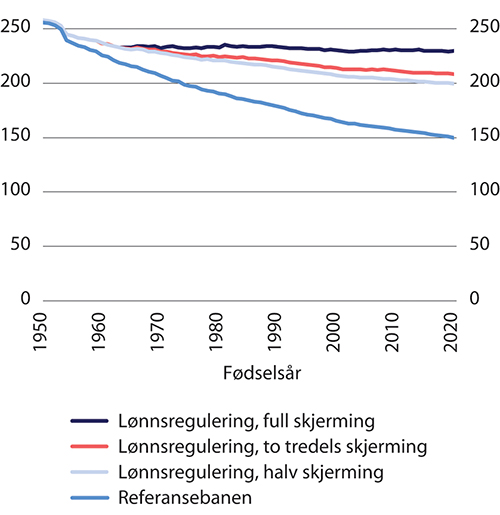 250 250
200 200
150 150
100 100
50 50
0 0
1950 1960 1970 1980 1990 2000 2010 2020
Fødselsår
Lønnsregulering, full skjerming
Lønnsregulering, to tredels skjerming
Lønnsregulering, halv skjerming
Referansebanen